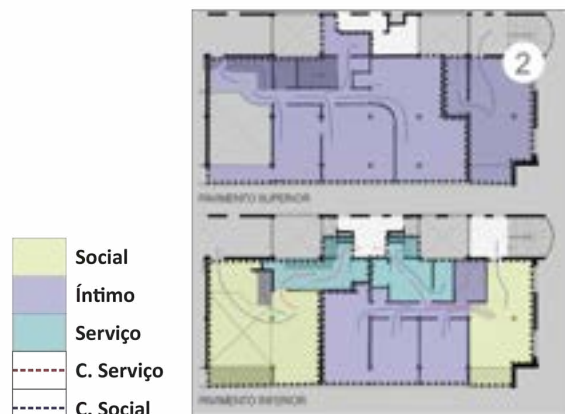 2
PAVIMENTO SUPERIOR
Social
Íntimo
Serviço
C. Serviço
C. Social
PAVIMENTO INFERIOR